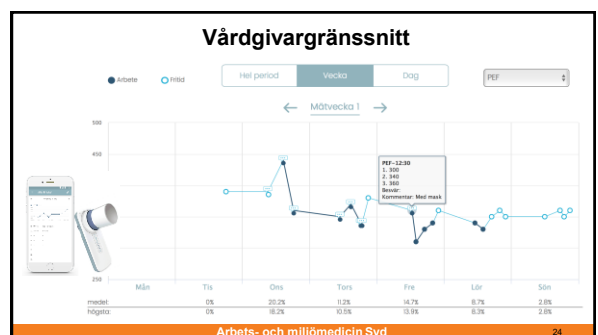 Vårdgivargränssnitt
Arbete Fritid
Hel period Vecka Dag
PEF
← Mätvecka 1 →
500
450
PEF-12:30
1. 300
2. 340
3. 360
Besvär:
Kommentar: Med mask
250
Mån Tis Ons Tors Fre Lör Sön
medel: 0% 20.2% 11.2% 14.7% 8.7% 2.8%
högsta: 0% 18.2% 10.5% 13.9% 8.3% 2.8%
Arbets- och miljömedicin Syd 24